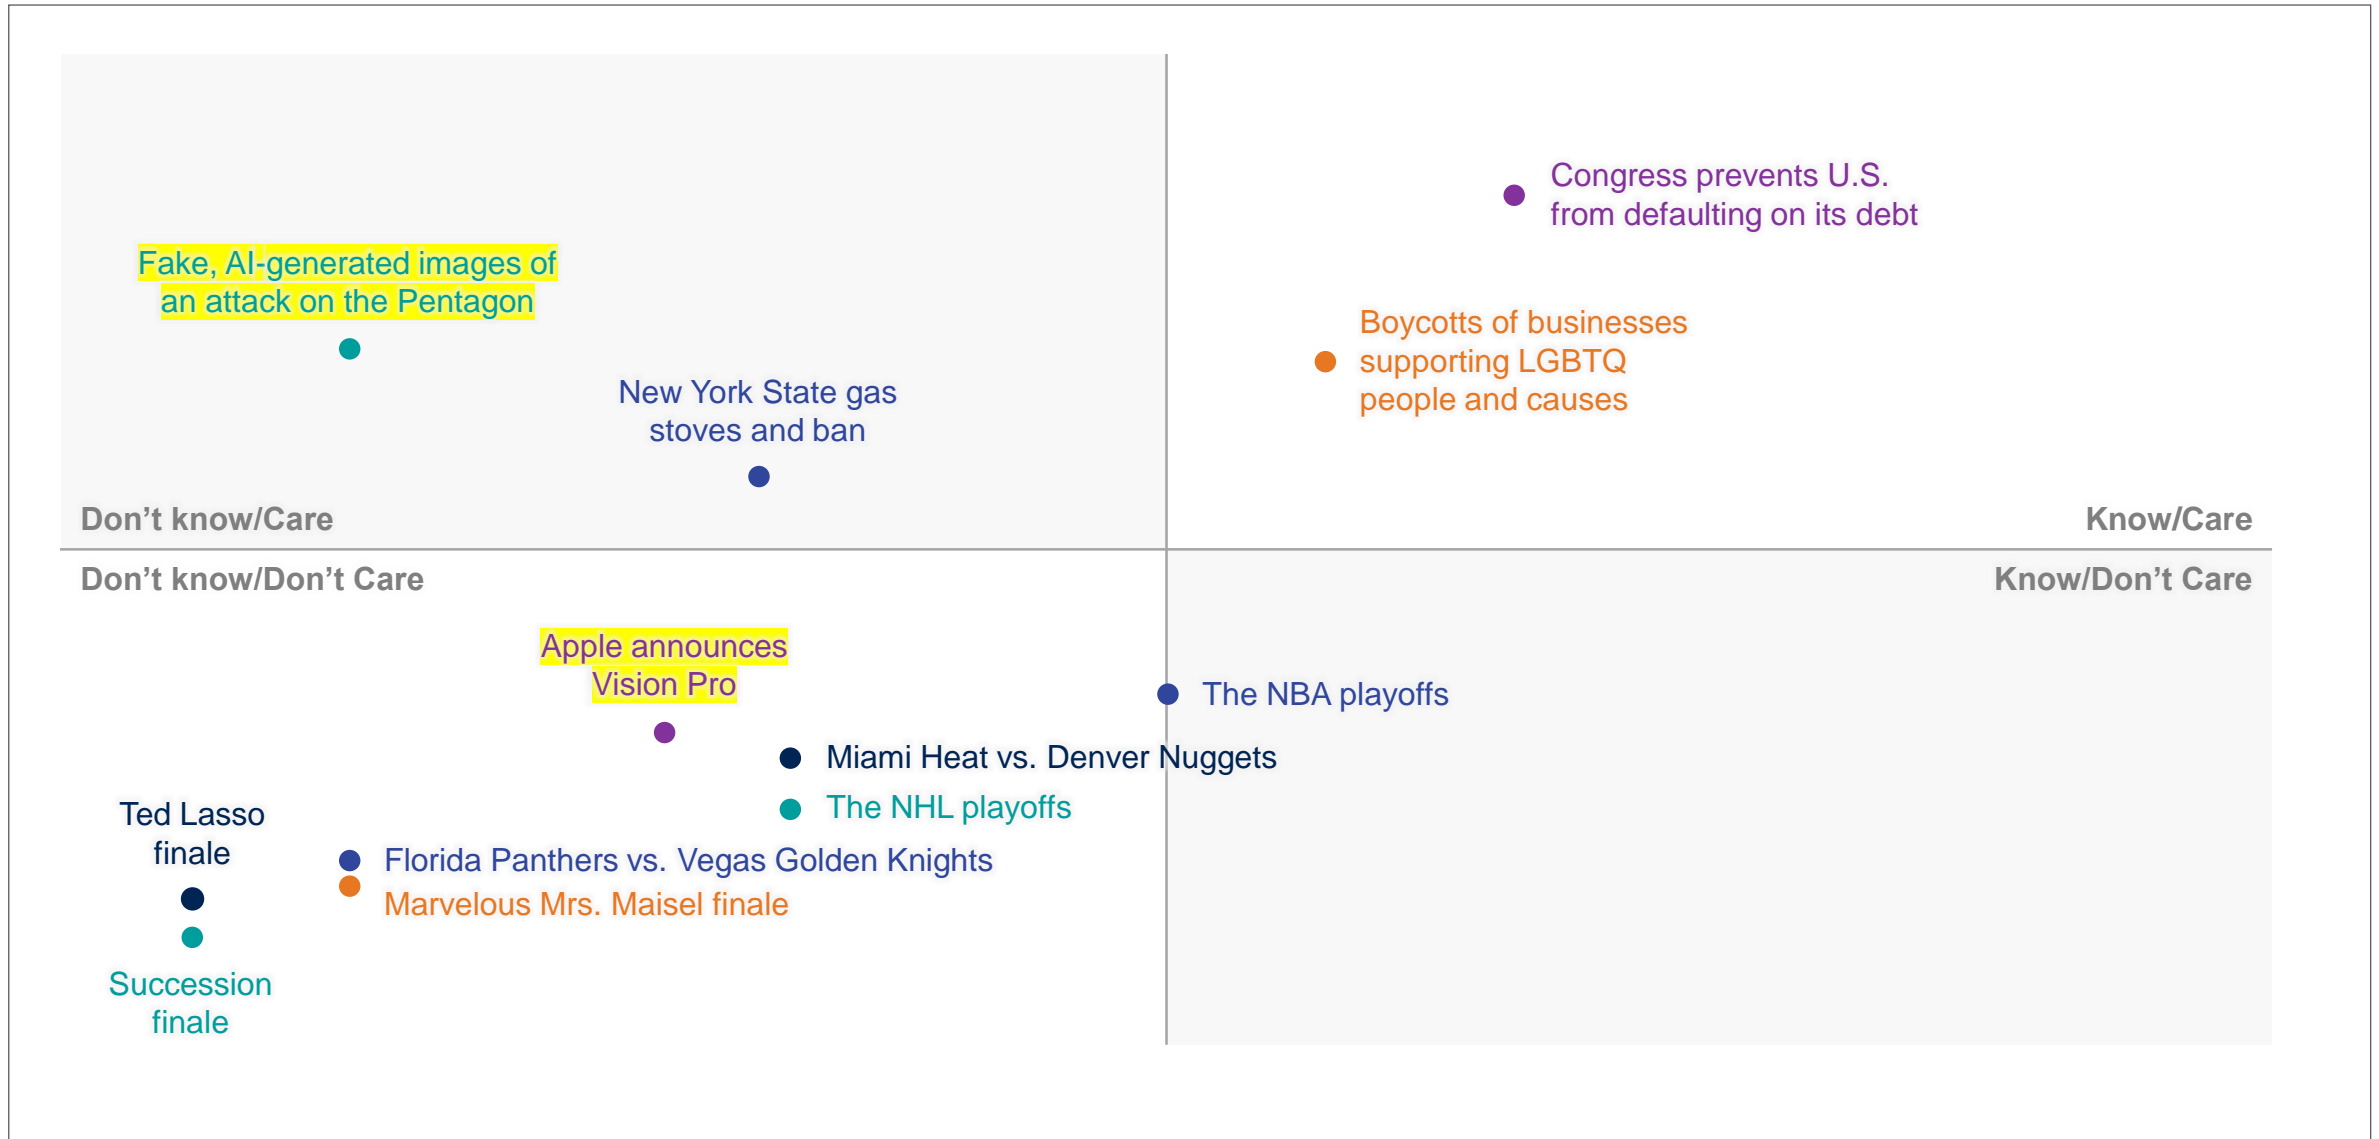 Congress prevents U.S.
from defaulting on its debt
Fake, AI-generated images of
an attack on the Pentagon
Boycotts of businesses
supporting LGBTQ
people and causes
New York State gas
stoves and ban
Don’t know/Care
Know/Care
Don’t know/Don’t Care
Know/Don’t Care
Apple announces
Vision Pro
The NBA playoffs
Miami Heat vs. Denver Nuggets
The NHL playoffs
Ted Lasso
finale
Florida Panthers vs. Vegas Golden Knights
Marvelous Mrs. Maisel finale
Succession
finale